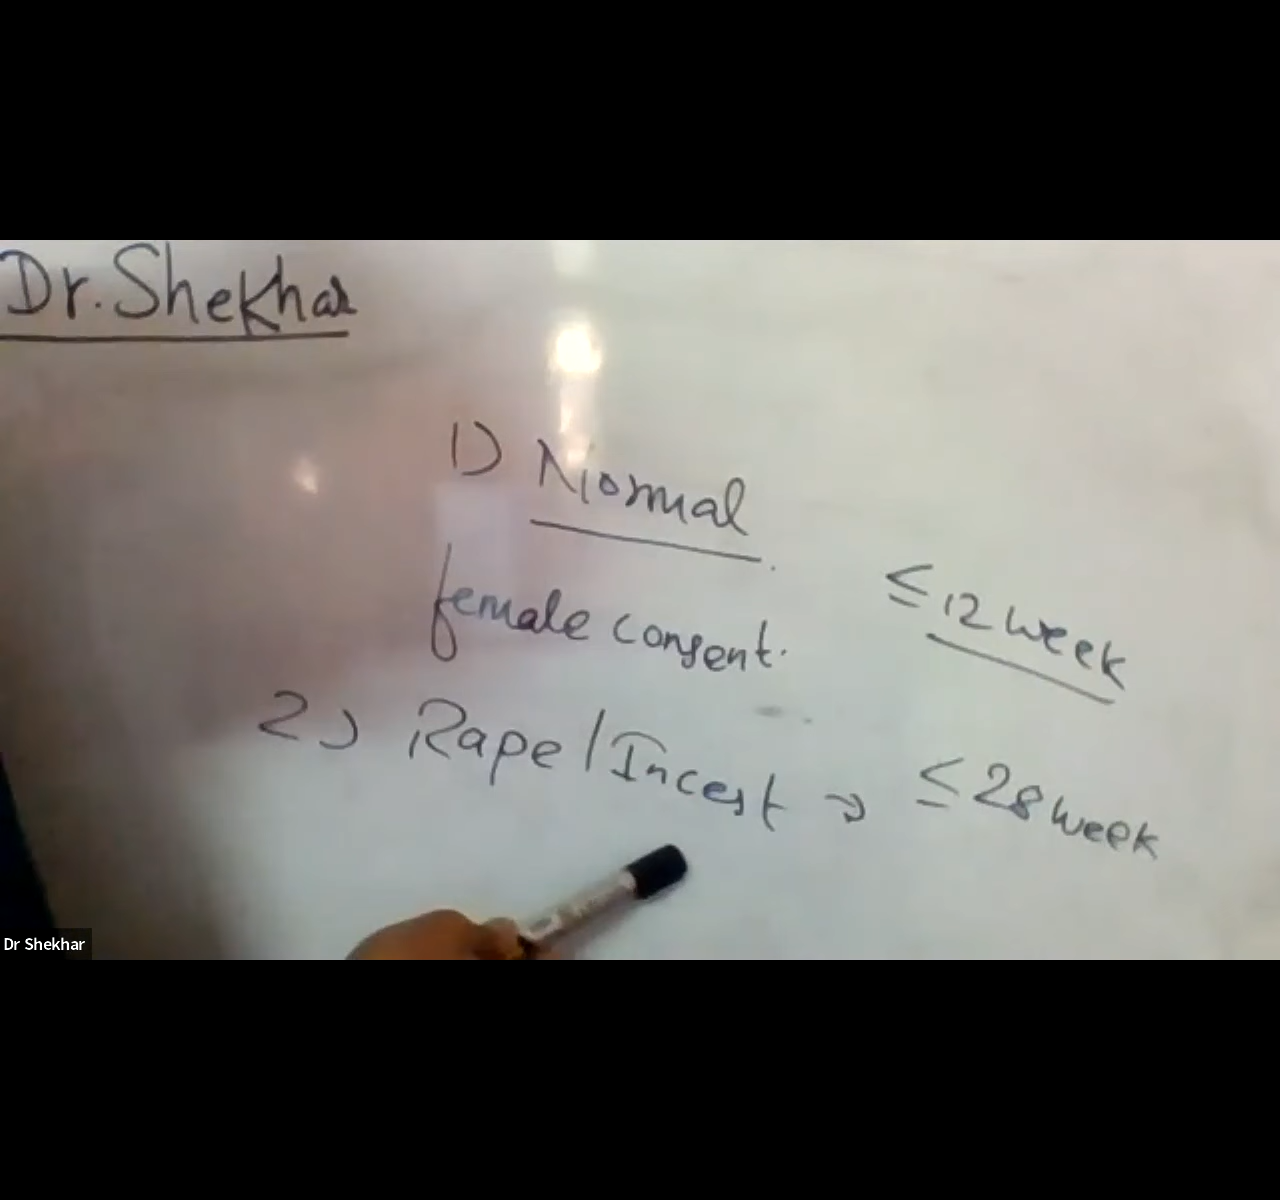 Dr. Shekhar
1) Normal
female consent.
≤ 12 week
2) Rape/Incest → ≤ 28 week
Dr Shekhar